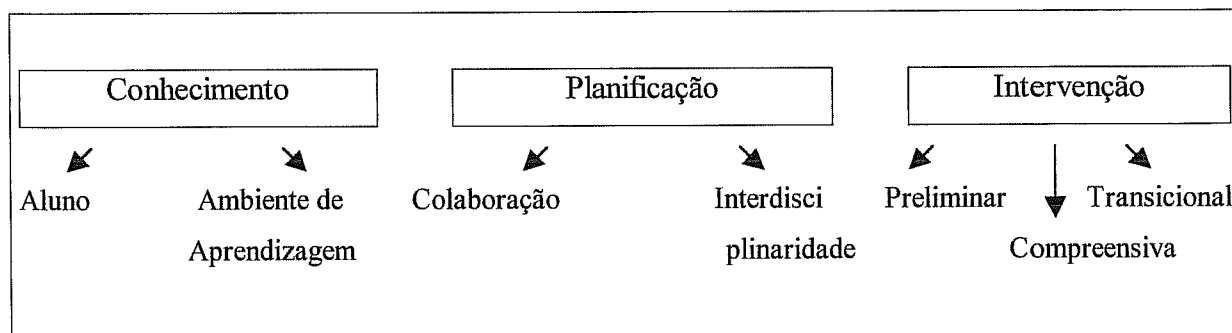 Conhecimento
Planificação
Intervenção
Aluno
Ambiente de
Aprendizagem
Colaboração
Interdisci
plinaridade
Preliminar
Transicional
Compreensiva